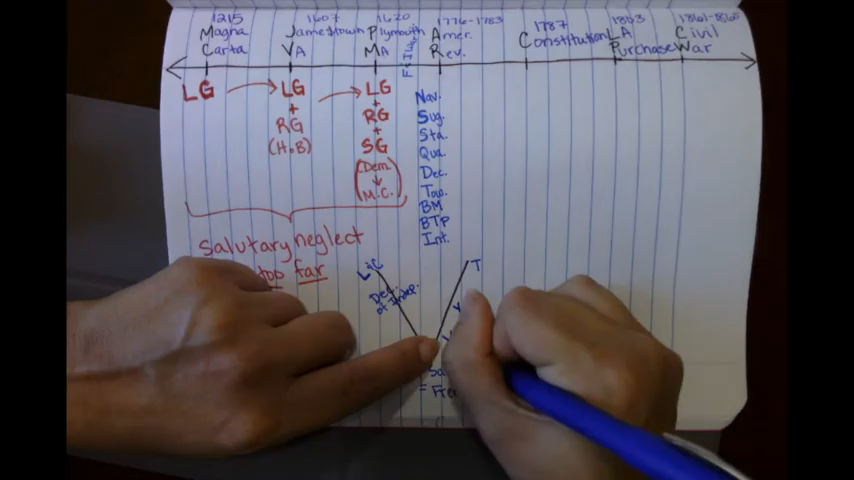 1215 1607 1620 1776-1783 1787 1803 1861-1865
Magna Jamestown Plymouth Amer. Constitution LA Civil
Carta VA MA Rev. Purchase War
LG LG LG
+ +
RG RG
(H.B) +
SG
(Dem.
↓
M.C.)
Nav.
Sug.
Sta.
Qua.
Dec.
Tow.
BM
BTP
Int.
Salutary neglect
too far
L+C
Dec.
of Indep.
T
Y
V
Sa
= Fre